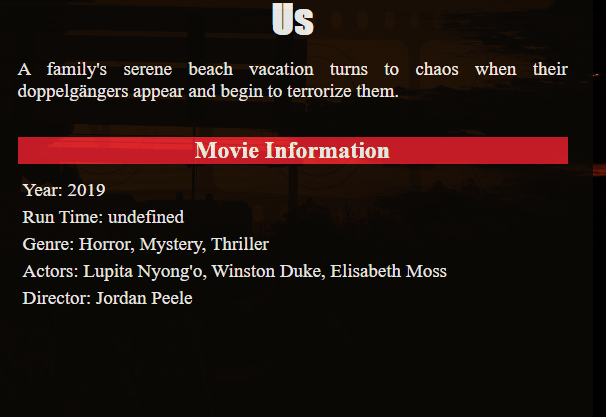 Us
A family's serene beach vacation turns to chaos when their
doppelgängers appear and begin to terrorize them.
Movie Information
Year: 2019
Run Time: undefined
Genre: Horror, Mystery, Thriller
Actors: Lupita Nyong'o, Winston Duke, Elisabeth Moss
Director: Jordan Peele